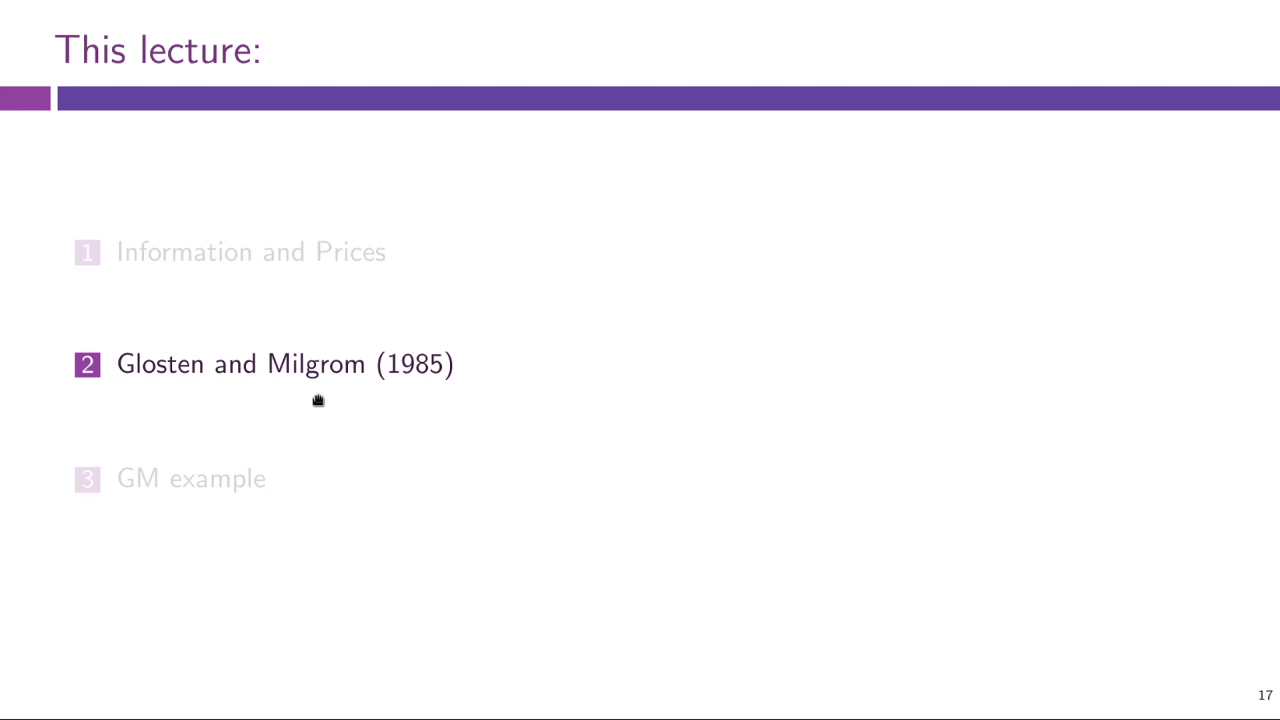 This lecture:
1 Information and Prices
2 Glosten and Milgrom (1985)
3 GM example
17